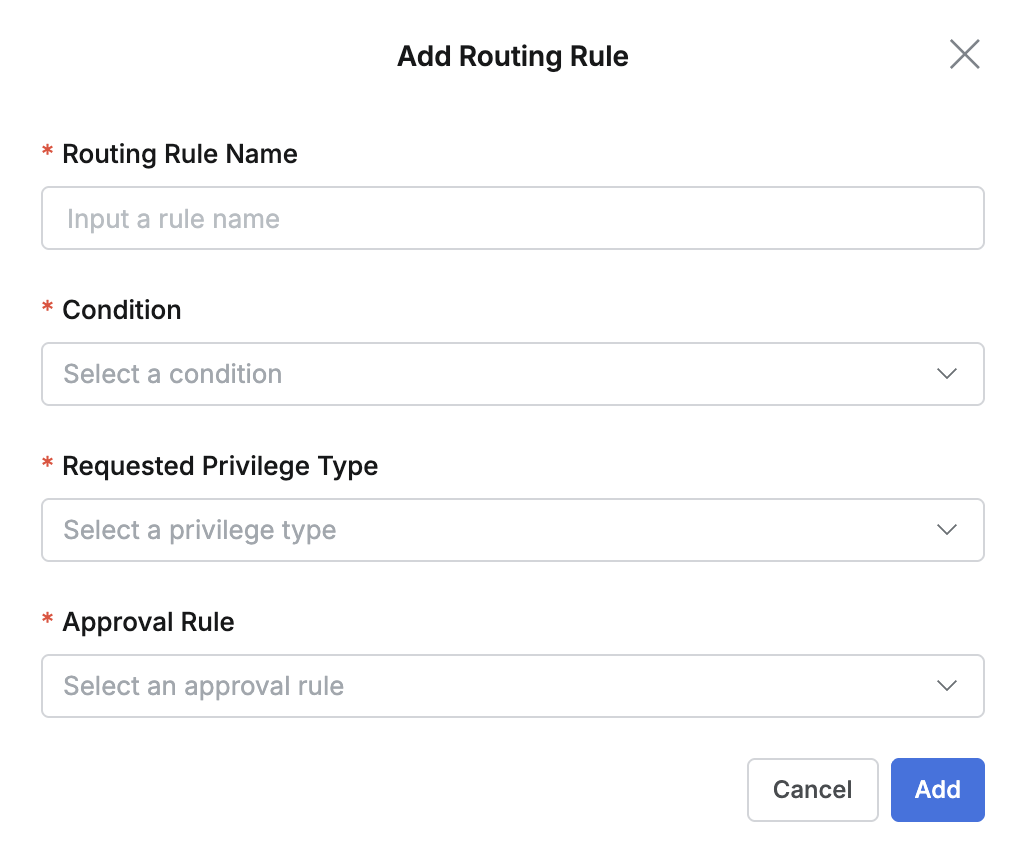 Add Routing Rule
* Routing Rule Name
Input a rule name
* Condition
Select a condition
* Requested Privilege Type
Select a privilege type
* Approval Rule
Select an approval rule
Cancel Add